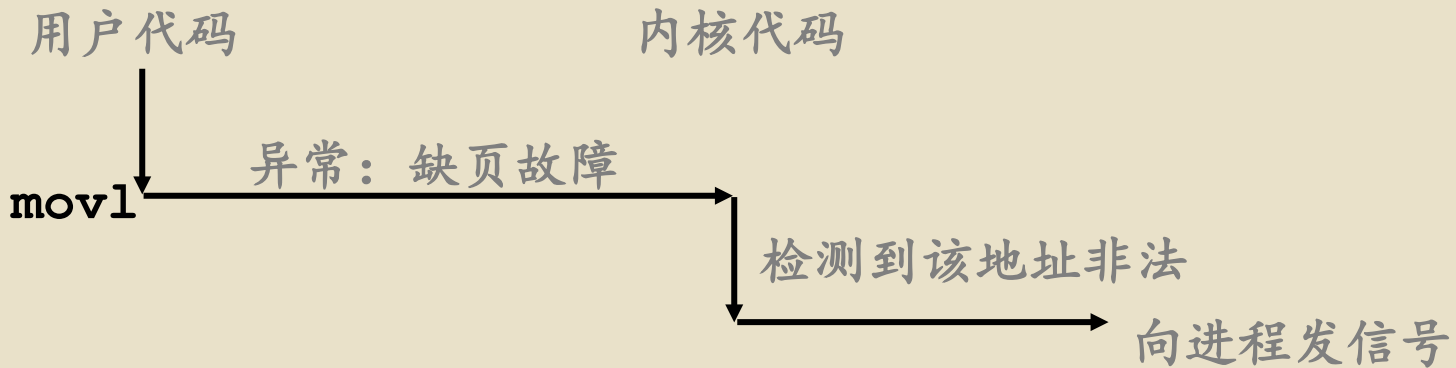 用户代码
内核代码
异常：缺页故障
movl
检测到该地址非法
向进程发信号